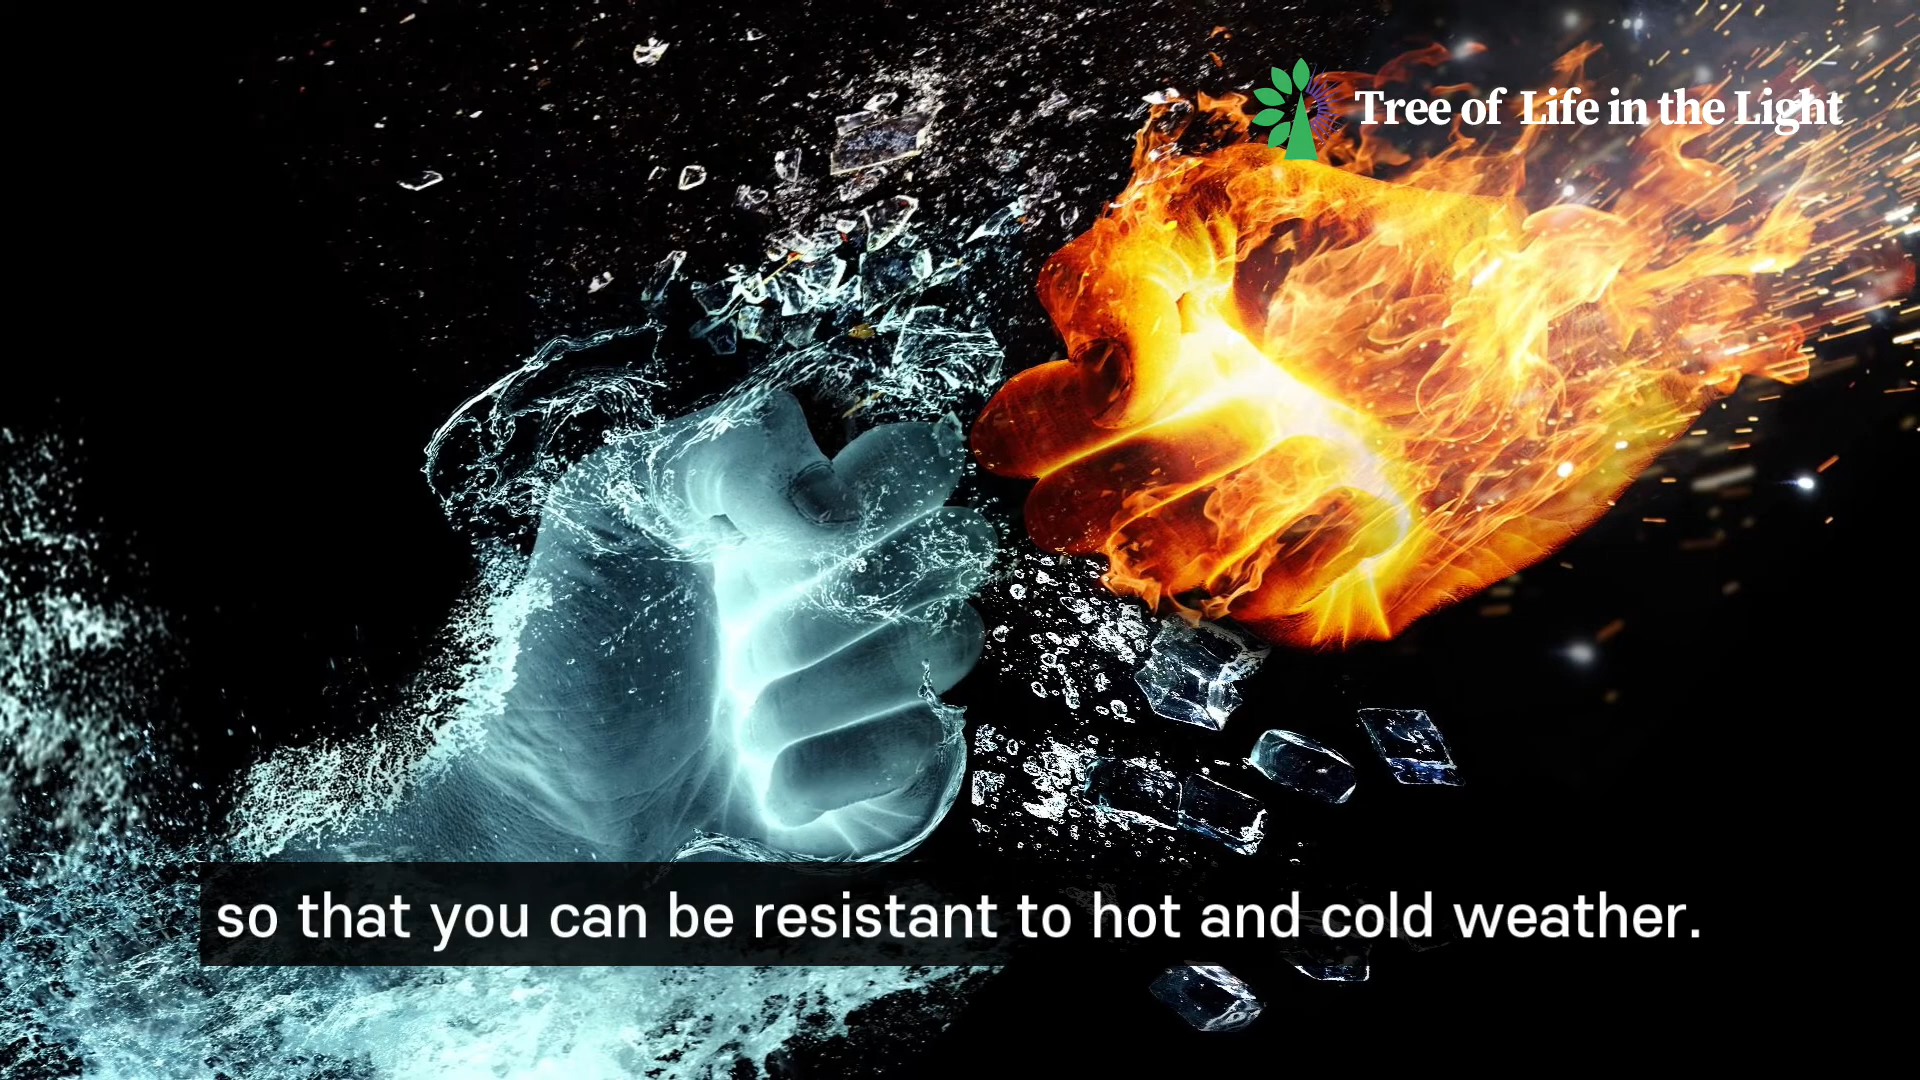 Tree of Life in the Light
so that you can be resistant to hot and cold weather.